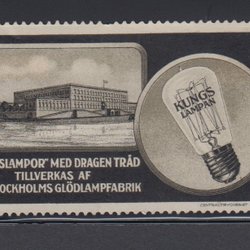 KUNGS
LAMPAN
SLAMPOR" MED DRAGEN TRÅD
TILLVERKAS AF
OCKHOLMS GLÖDLAMPFABRIK